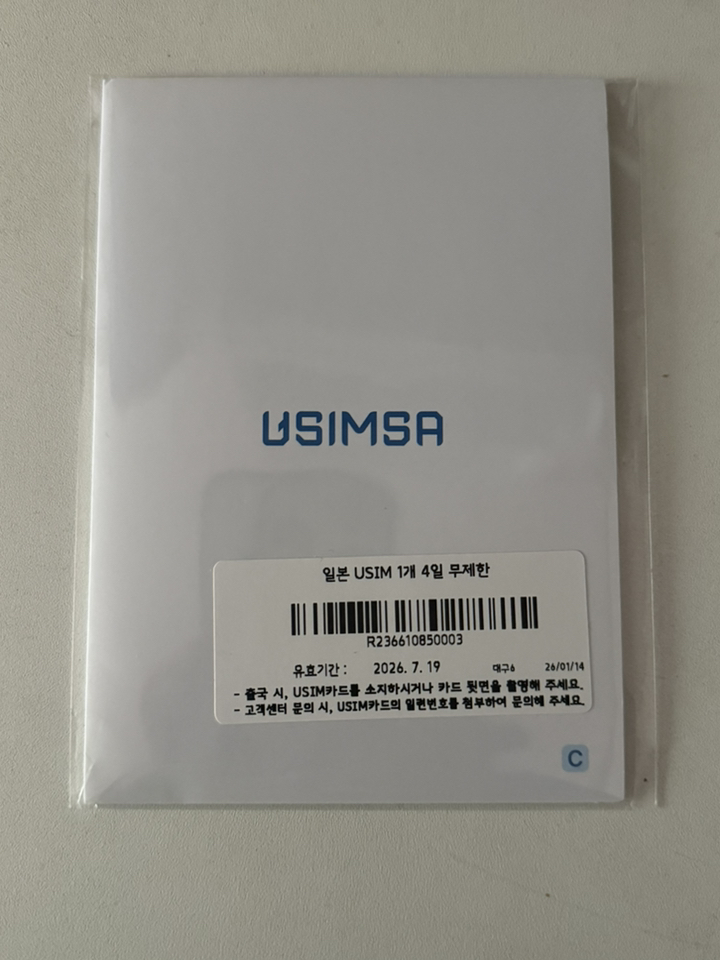 USIMSA
일본 USIM 1개 4일 무제한
R236610850003
유효기간 : 2026. 7. 19 대구6 26/01/14
- 출국 시, USIM카드를 소지하시거나 카드 뒷면을 촬영해 주세요.
- 고객센터 문의 시, USIM카드의 일련번호를 첨부하여 문의해 주세요.
C